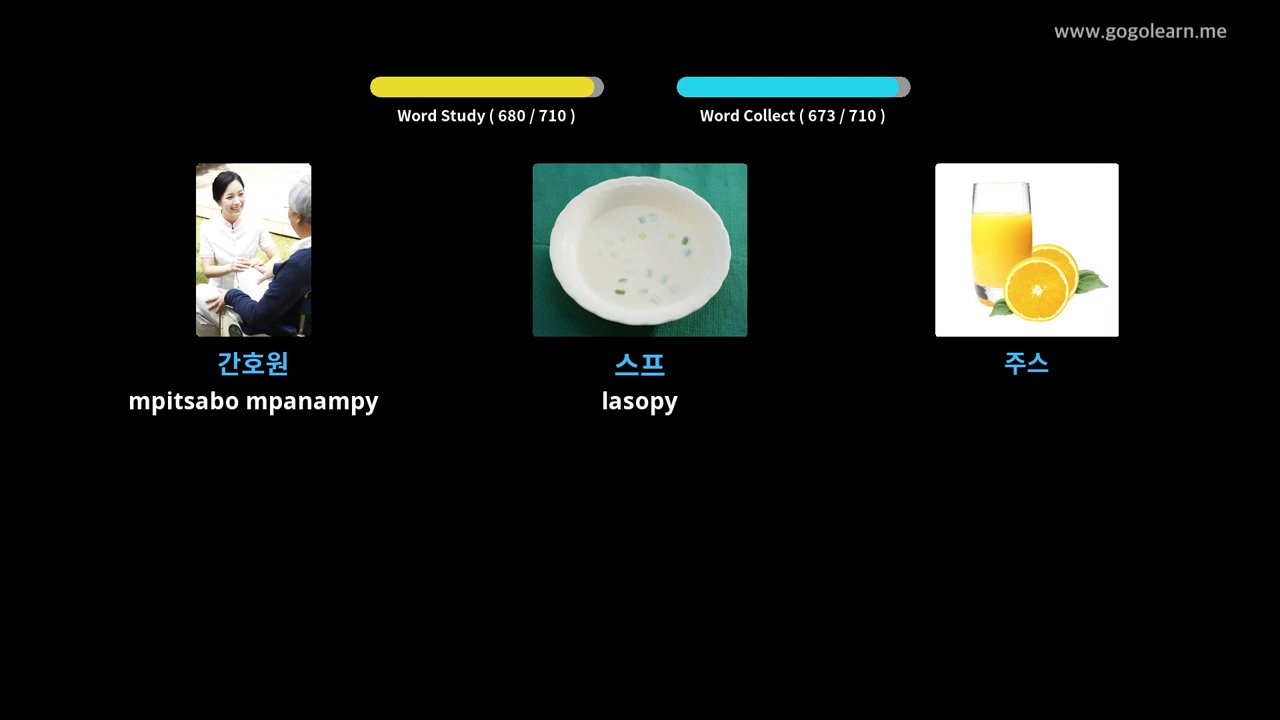 www.gogolearn.me
Word Study ( 680 / 710 )
Word Collect ( 673 / 710 )
간호원
mpitsabo mpanampy
스프
lasopy
주스